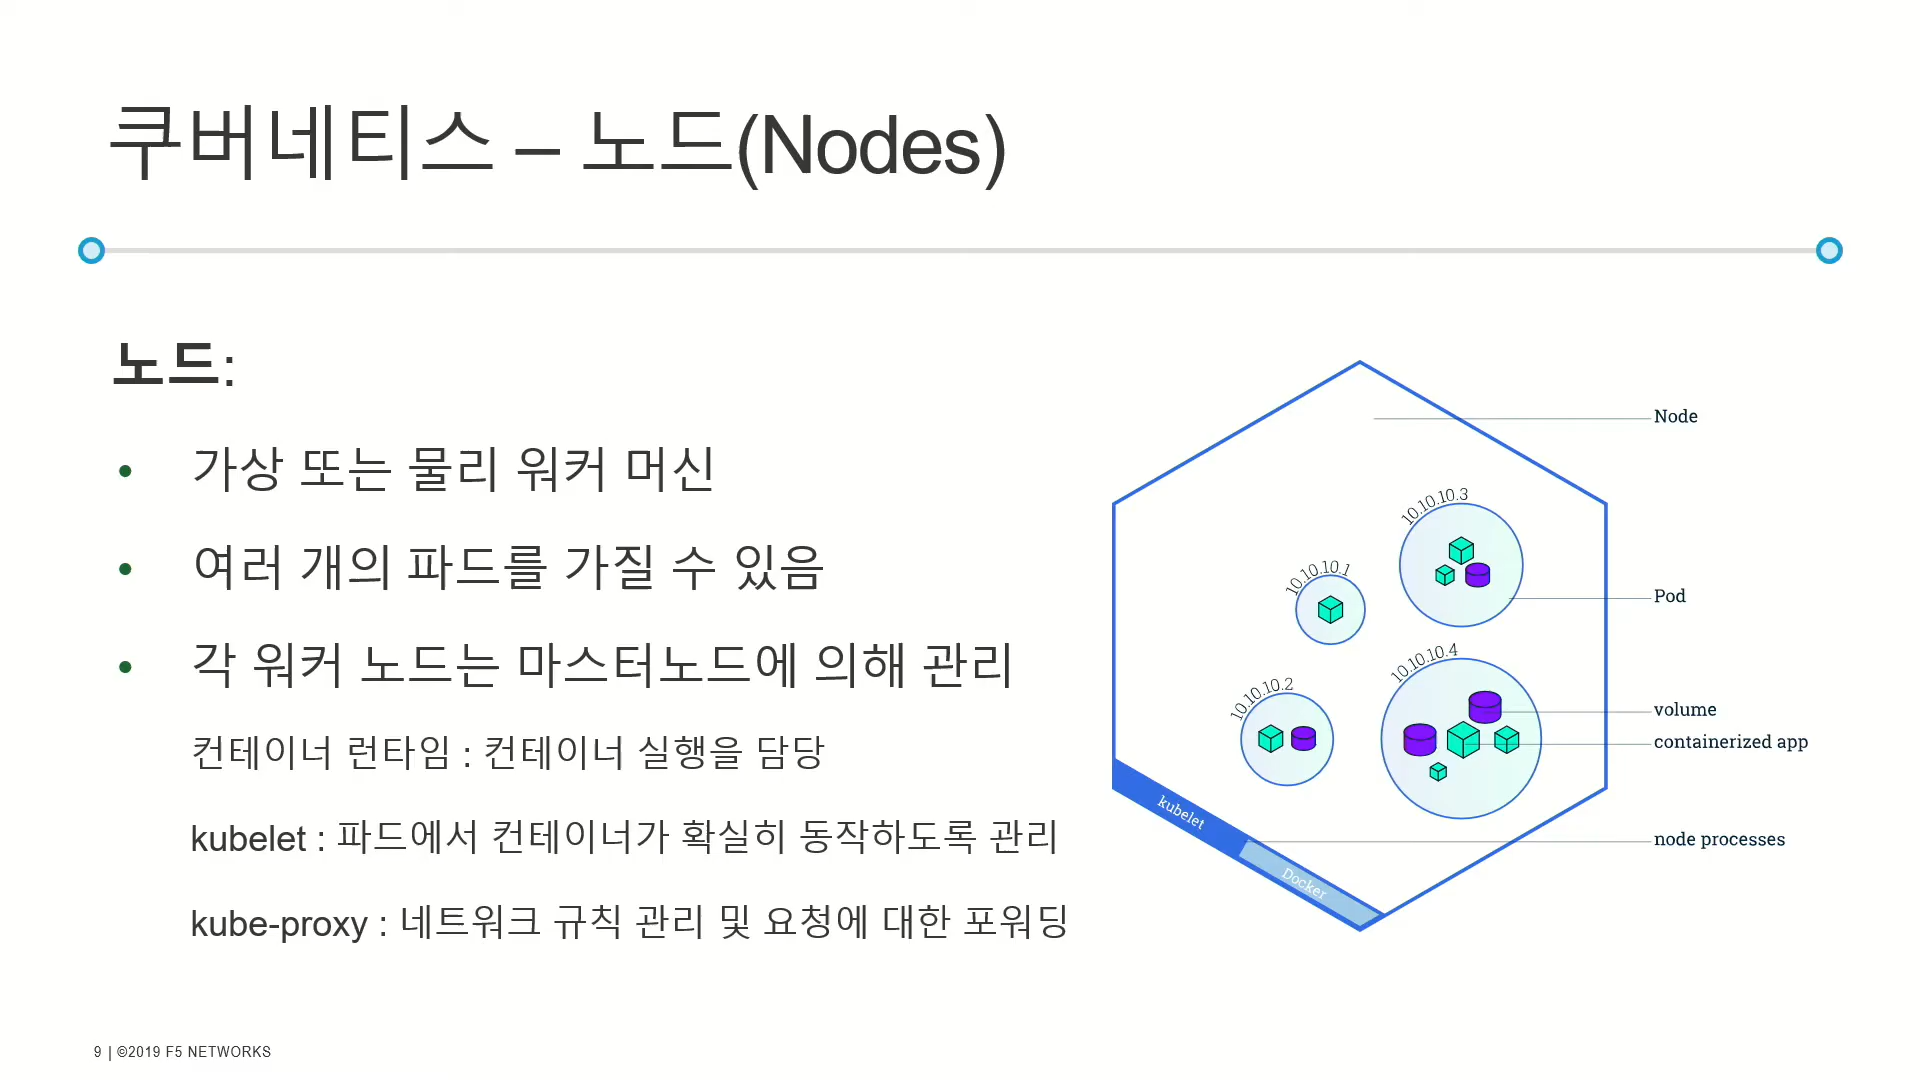 쿠버네티스 – 노드(Nodes)
노드:
• 가상 또는 물리 워커 머신
• 여러 개의 파드를 가질 수 있음
• 각 워커 노드는 마스터노드에 의해 관리
컨테이너 런타임 : 컨테이너 실행을 담당
kubelet : 파드에서 컨테이너가 확실히 동작하도록 관리
kube-proxy : 네트워크 규칙 관리 및 요청에 대한 포워딩
Node
10.10.10.3
10.10.10.1
Pod
10.10.10.4
10.10.10.2
volume
containerized app
kubelet
node processes
Docker
9 | ©2019 F5 NETWORKS